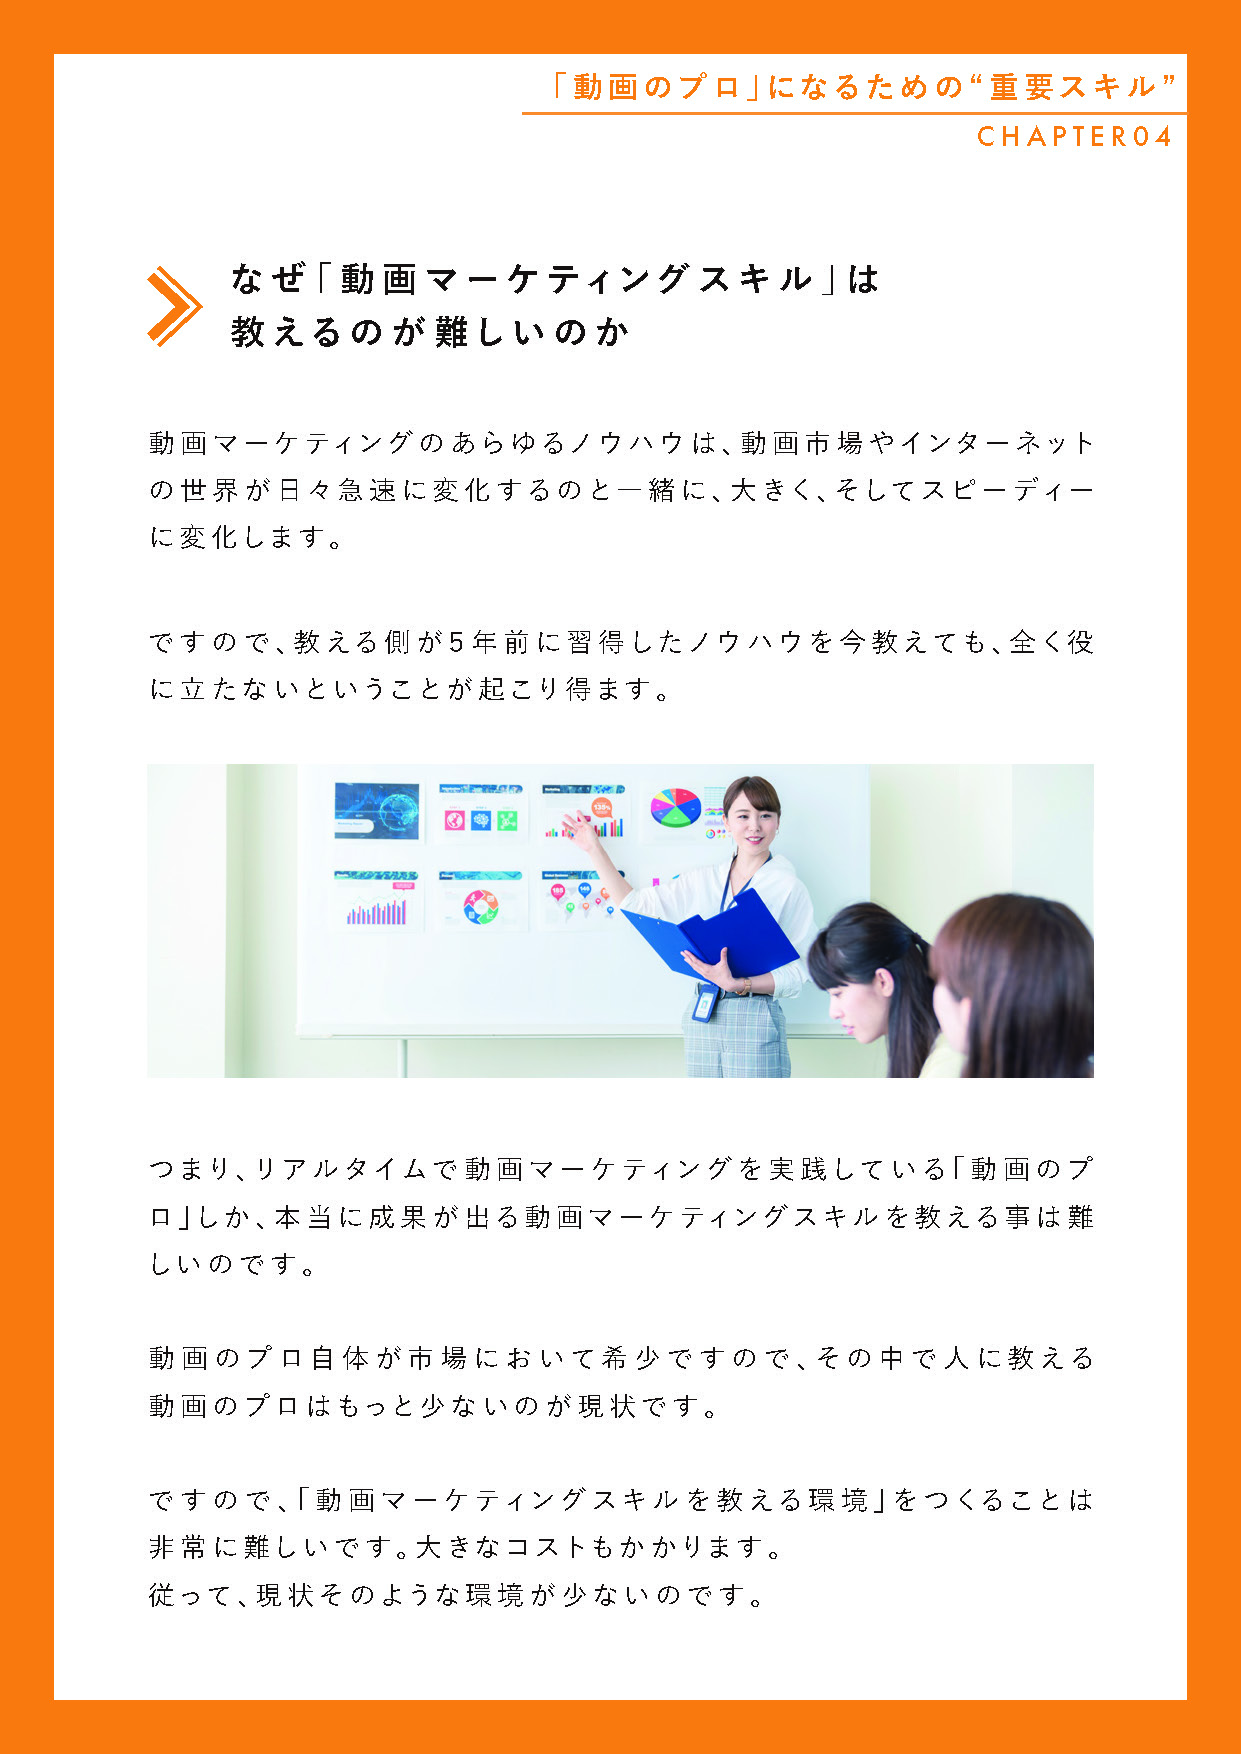 「動画のプロ」になるための“重要スキル”
CHAPTER04
なぜ「動画マーケティングスキル」は
教えるのが難しいのか
動画マーケティングのあらゆるノウハウは、動画市場やインターネット
の世界が日々急速に変化するのと一緒に、大きく、そしてスピーディー
に変化します。
ですので、教える側が5年前に習得したノウハウを今教えても、全く役
に立たないということが起こり得ます。
つまり、リアルタイムで動画マーケティングを実践している「動画のプ
ロ」しか、本当に成果が出る動画マーケティングスキルを教える事は難
しいのです。
動画のプロ自体が市場において希少ですので、その中で人に教える
動画のプロはもっと少ないのが現状です。
ですので、「動画マーケティングスキルを教える環境」をつくることは
非常に難しいです。大きなコストもかかります。
従って、現状そのような環境が少ないのです。